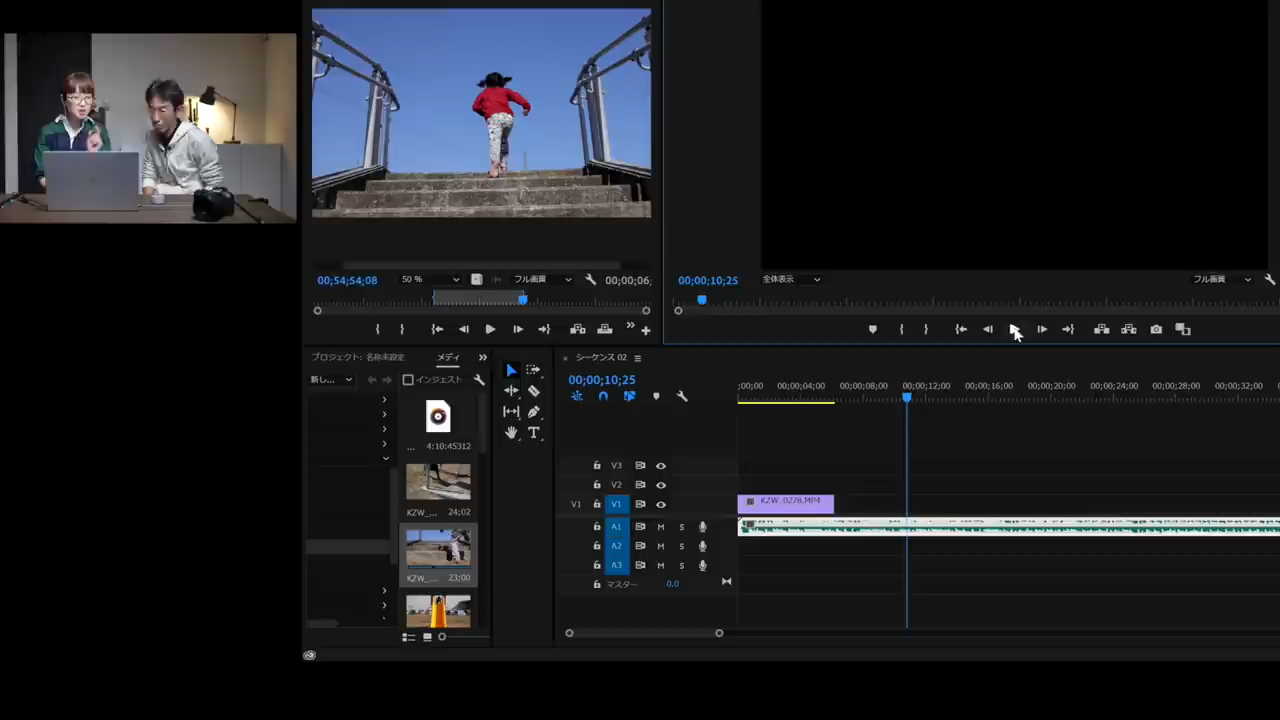 00;54;54;08
50 %
フル画質
00;00;06;
00;00;10;25
全体表示
フル画質
プロジェクト: 名称未設定
メディ
新し...
インジェスト
... 4:10:45312
KZW_... 24;02
KZW_... 23;00
× シーケンス 02
00;00;10;25
;00;00
00;00;04;00
00;00;08;00
00;00;12;00
00;00;16;00
00;00;20;00
00;00;24;00
00;00;28;00
00;00;32;00
V3
V2
V1 V1
KZW_0278.MP4
A1 M S
A2 M S
A3 M S
マスター 0.0
T